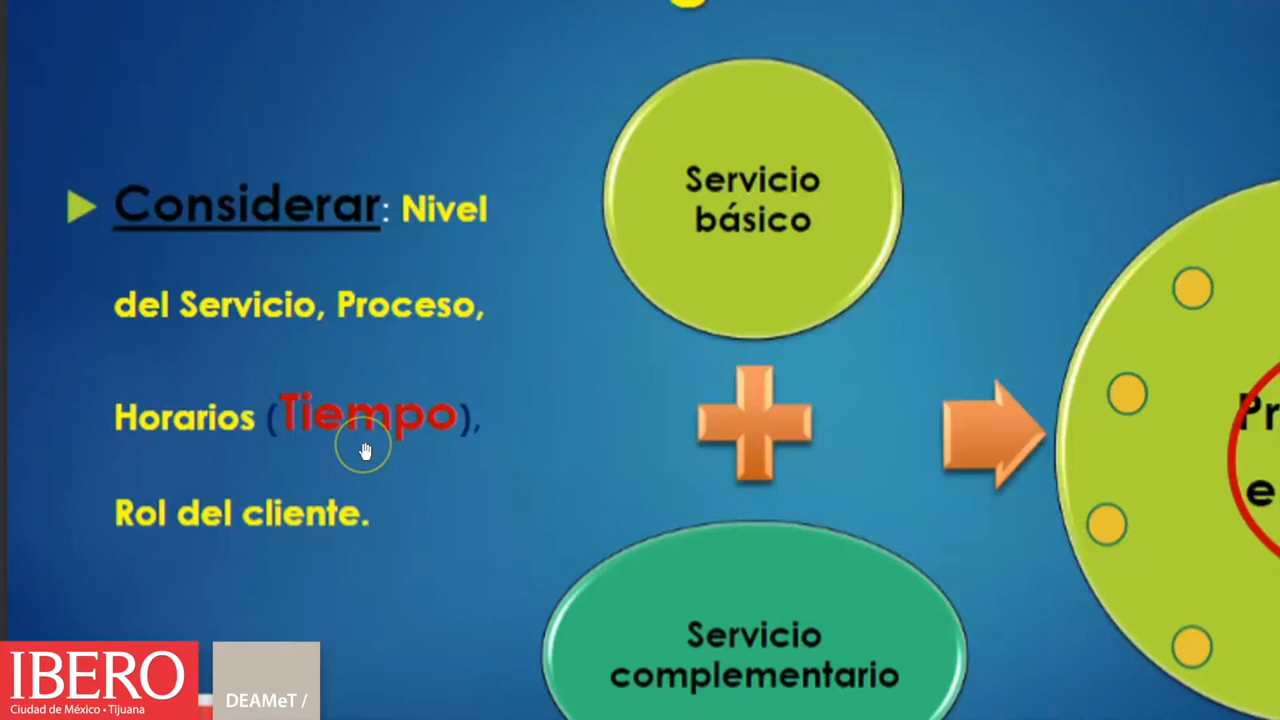 Considerar: Nivel
del Servicio, Proceso,
Horarios (Tiempo),
Rol del cliente.
Servicio
básico
Servicio
complementario
IBERO
Ciudad de México • Tijuana
DEAMeT /